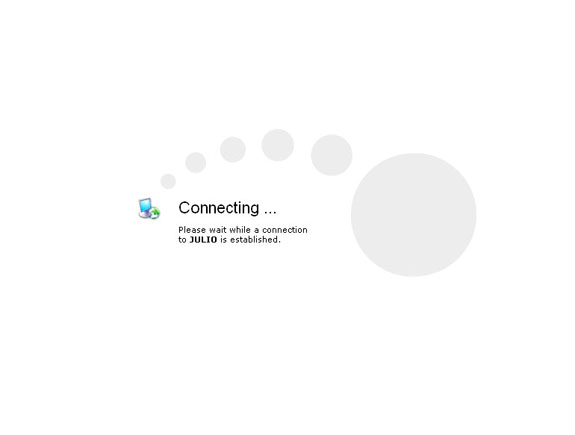 Connecting ...
Please wait while a connection
to JULIO is established.